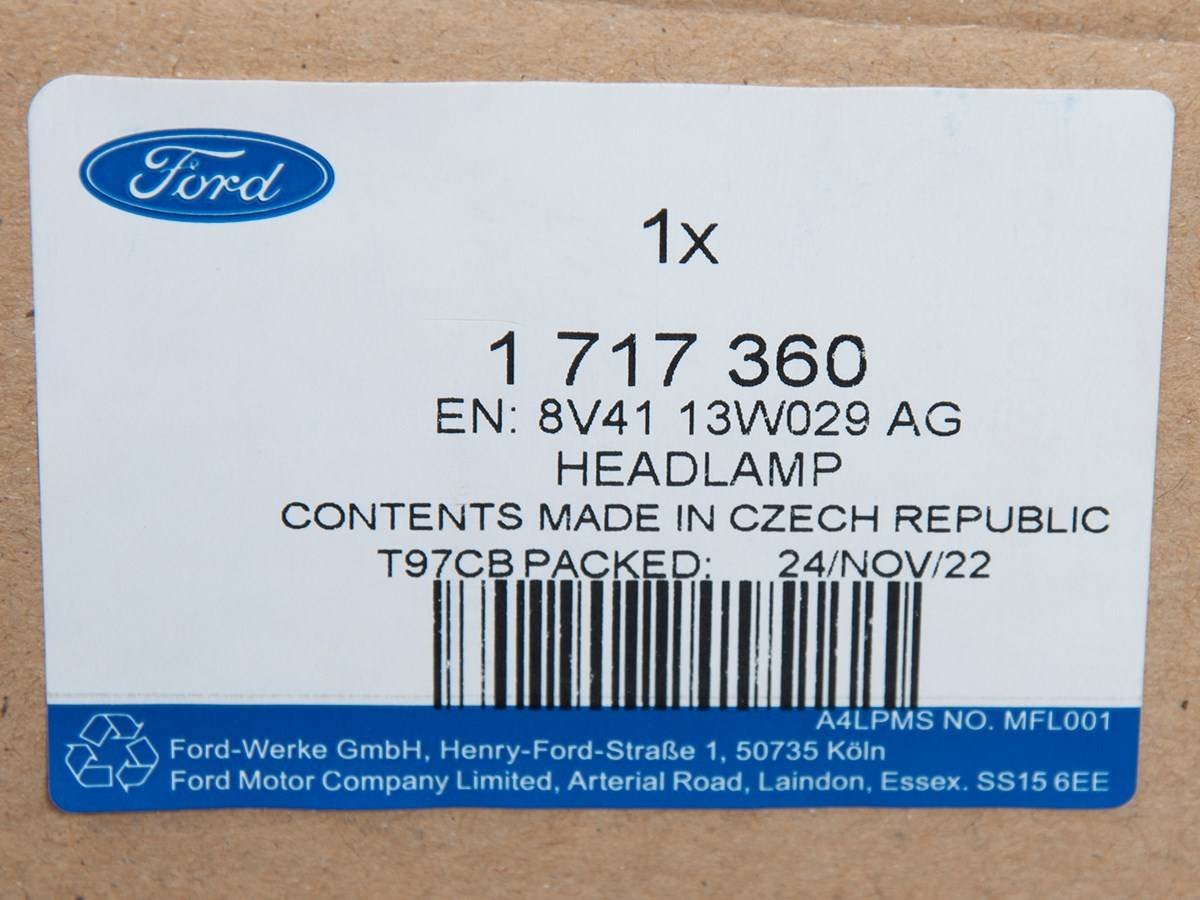 Ford
1x
1 717 360
EN: 8V41 13W029 AG
HEADLAMP
CONTENTS MADE IN CZECH REPUBLIC
T97CB PACKED: 24/NOV/22
A4LPMS NO. MFL001
Ford-Werke GmbH, Henry-Ford-Straße 1, 50735 Köln
Ford Motor Company Limited, Arterial Road, Laindon, Essex. SS15 6EE